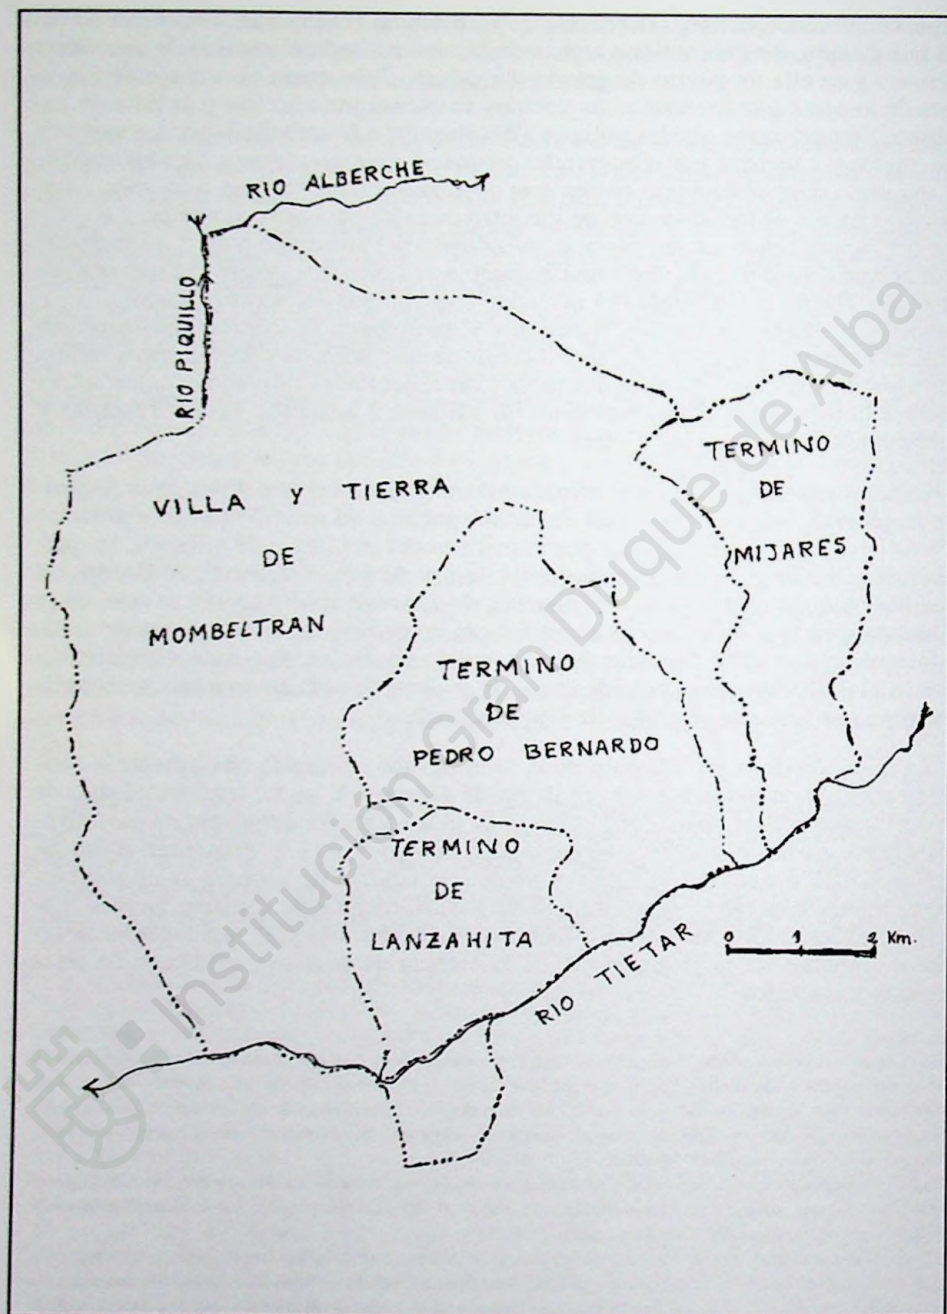 RIO ALBERCHE
RIO PIQUILLO
VILLA y TIERRA
DE
MOMBELTRAN
TERMINO
DE
MIJARES
TERMINO
DE
PEDRO BERNARDO
TERMINO
DE
LANZAHITA
RIO TIETAR
0 1 2 Km.
Institución Gran Duque de Alba